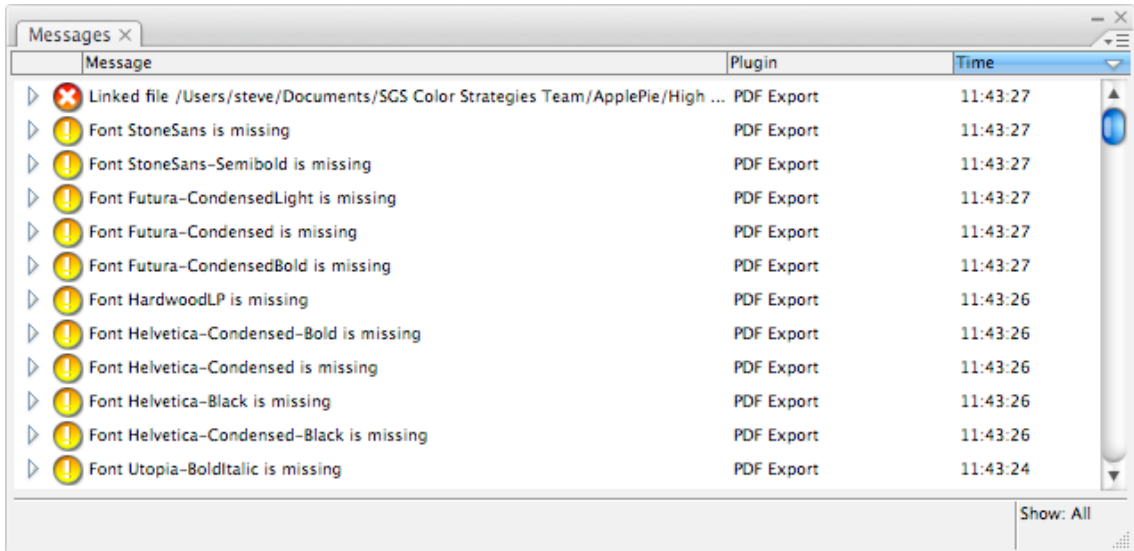 Messages
Message Plugin Time
Linked file /Users/steve/Documents/SGS Color Strategies Team/ApplePie/High ... PDF Export 11:43:27
Font StoneSans is missing PDF Export 11:43:27
Font StoneSans-Semibold is missing PDF Export 11:43:27
Font Futura-CondensedLight is missing PDF Export 11:43:27
Font Futura-Condensed is missing PDF Export 11:43:27
Font Futura-CondensedBold is missing PDF Export 11:43:27
Font HardwoodLP is missing PDF Export 11:43:26
Font Helvetica-Condensed-Bold is missing PDF Export 11:43:26
Font Helvetica-Condensed is missing PDF Export 11:43:26
Font Helvetica-Black is missing PDF Export 11:43:26
Font Helvetica-Condensed-Black is missing PDF Export 11:43:26
Font Utopia-BoldItalic is missing PDF Export 11:43:24
Show: All